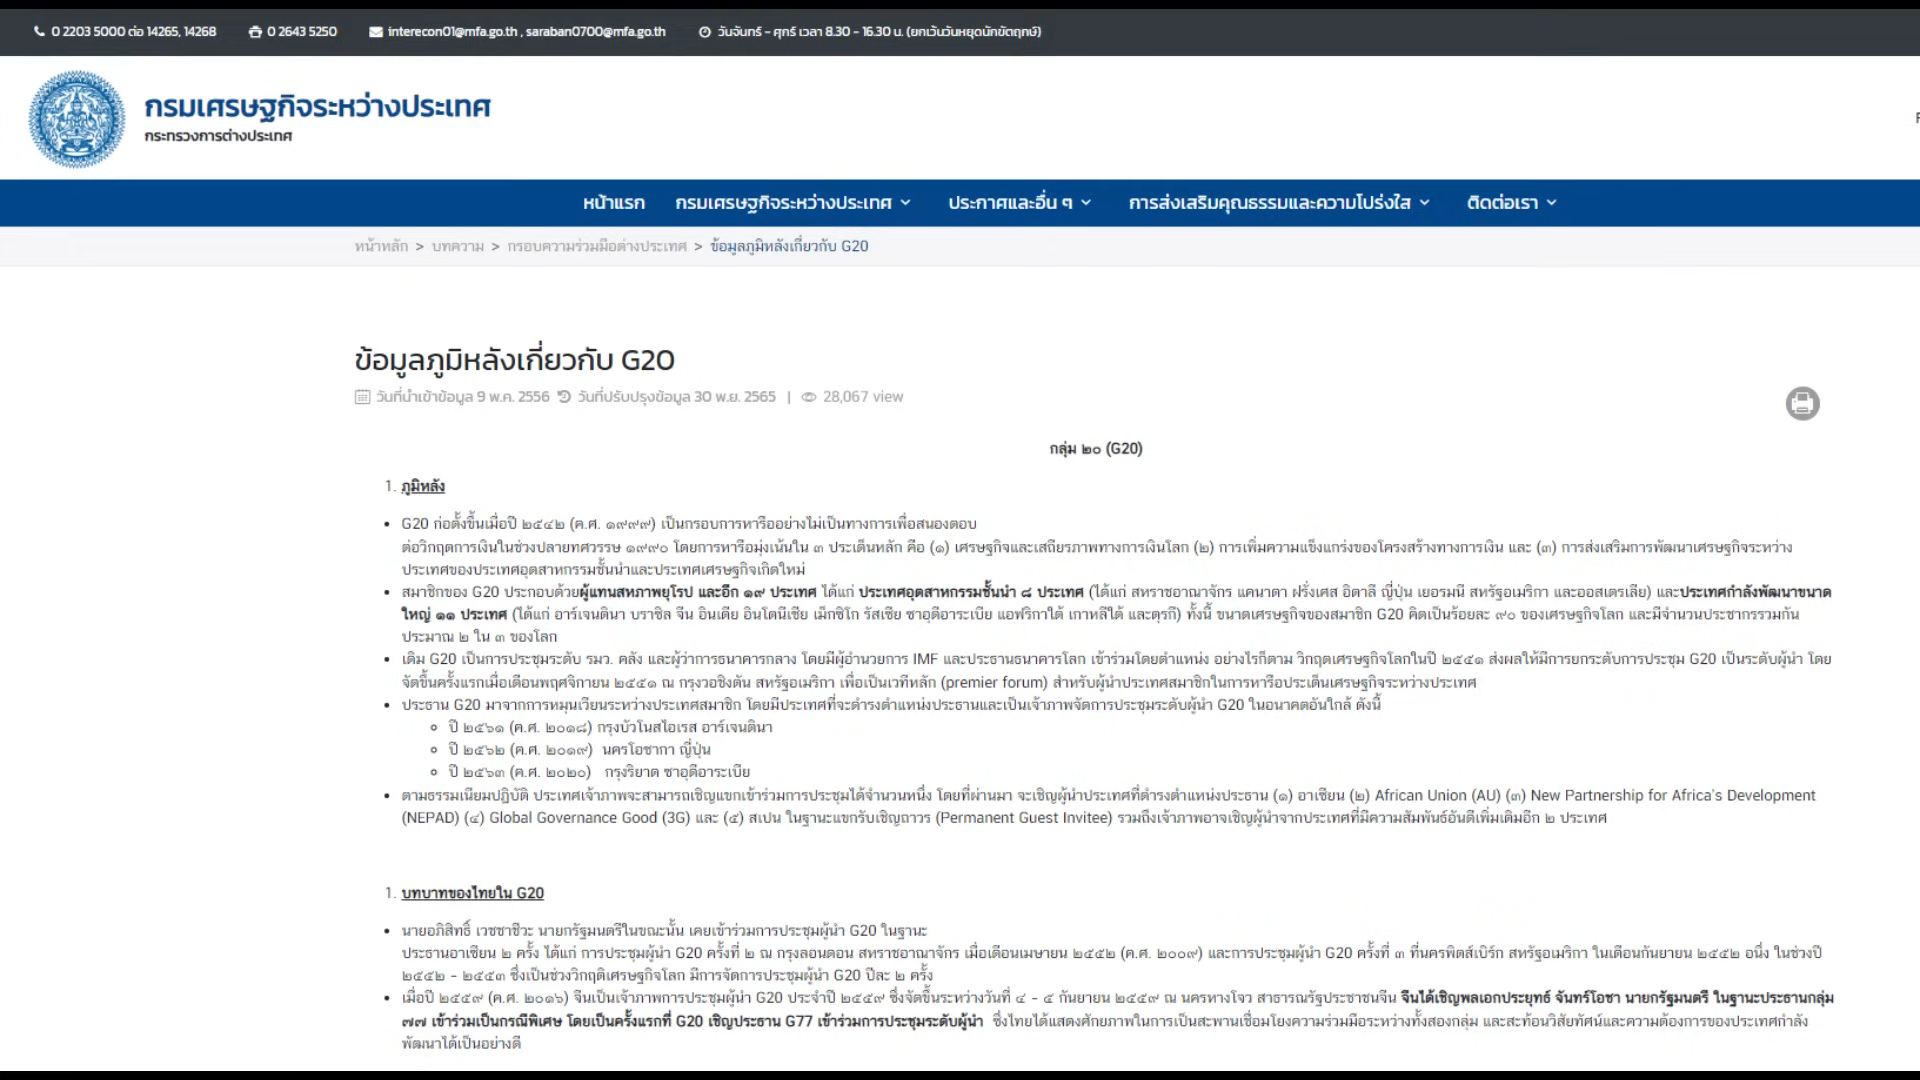 0 2203 5000 ต่อ 14265, 14268 0 2643 5250 interecon01@mfa.go.th , saraban0700@mfa.go.th วันจันทร์ - ศุกร์ เวลา 8.30 - 16.30 น. (ยกเว้นวันหยุดนักขัตฤกษ์)
กรมเศรษฐกิจระหว่างประเทศ
กระทรวงการต่างประเทศ
หน้าแรก กรมเศรษฐกิจระหว่างประเทศ ประกาศและอื่น ๆ การส่งเสริมคุณธรรมและความโปร่งใส ติดต่อเรา
หน้าหลัก > บทความ > กรอบความร่วมมือต่างประเทศ > ข้อมูลภูมิหลังเกี่ยวกับ G20
ข้อมูลภูมิหลังเกี่ยวกับ G20
วันที่นำเข้าข้อมูล 9 พ.ค. 2556 วันที่ปรับปรุงข้อมูล 30 พ.ย. 2565 | 28,067 view
กลุ่ม ๒๐ (G20)
1. ภูมิหลัง
• G20 ก่อตั้งขึ้นเมื่อปี ๒๕๔๒ (ค.ศ. ๑๙๙๙) เป็นกรอบการหารืออย่างไม่เป็นทางการเพื่อสนองตอบ
ต่อวิกฤตการเงินในช่วงปลายทศวรรษ ๑๙๙๐ โดยการหารือมุ่งเน้นใน ๓ ประเด็นหลัก คือ (๑) เศรษฐกิจและเสถียรภาพทางการเงินโลก (๒) การเพิ่มความแข็งแกร่งของโครงสร้างทางการเงิน และ (๓) การส่งเสริมการพัฒนาเศรษฐกิจระหว่าง
ประเทศของประเทศอุตสาหกรรมชั้นนำและประเทศเศรษฐกิจเกิดใหม่
• สมาชิกของ G20 ประกอบด้วยผู้แทนสหภาพยุโรป และอีก ๑๙ ประเทศ ได้แก่ ประเทศอุตสาหกรรมชั้นนำ ๘ ประเทศ (ได้แก่ สหราชอาณาจักร แคนาดา ฝรั่งเศส อิตาลี ญี่ปุ่น เยอรมนี สหรัฐอเมริกา และออสเตรเลีย) และประเทศกำลังพัฒนาขนาด
ใหญ่ ๑๑ ประเทศ (ได้แก่ อาร์เจนตินา บราซิล จีน อินเดีย อินโดนีเซีย เม็กซิโก รัสเซีย ซาอุดีอาระเบีย แอฟริกาใต้ เกาหลีใต้ และตุรกี) ทั้งนี้ ขนาดเศรษฐกิจของสมาชิก G20 คิดเป็นร้อยละ ๙๐ ของเศรษฐกิจโลก และมีจำนวนประชากรรวมกัน
ประมาณ ๒ ใน ๓ ของโลก
• เดิม G20 เป็นการประชุมระดับ รมว. คลัง และผู้ว่าการธนาคารกลาง โดยมีผู้อำนวยการ IMF และประธานธนาคารโลก เข้าร่วมโดยตำแหน่ง อย่างไรก็ตาม วิกฤตเศรษฐกิจโลกในปี ๒๕๕๑ ส่งผลให้มีการยกระดับการประชุม G20 เป็นระดับผู้นำ โดย
จัดขึ้นครั้งแรกเมื่อเดือนพฤศจิกายน ๒๕๕๑ ณ กรุงวอชิงตัน สหรัฐอเมริกา เพื่อเป็นเวทีหลัก (premier forum) สำหรับผู้นำประเทศสมาชิกในการหารือประเด็นเศรษฐกิจระหว่างประเทศ
• ประธาน G20 มาจากการหมุนเวียนระหว่างประเทศสมาชิก โดยมีประเทศที่จะดำรงตำแหน่งประธานและเป็นเจ้าภาพจัดการประชุมระดับผู้นำ G20 ในอนาคตอันใกล้ ดังนี้
○ ปี ๒๕๖๑ (ค.ศ. ๒๐๑๘) กรุงบัวโนสไอเรส อาร์เจนตินา
○ ปี ๒๕๖๒ (ค.ศ. ๒๐๑๙) นครโอซากา ญี่ปุ่น
○ ปี ๒๕๖๓ (ค.ศ. ๒๐๒๐) กรุงริยาด ซาอุดีอาระเบีย
• ตามธรรมเนียมปฏิบัติ ประเทศเจ้าภาพจะสามารถเชิญแขกเข้าร่วมการประชุมได้จำนวนหนึ่ง โดยที่ผ่านมา จะเชิญผู้นำประเทศที่ดำรงตำแหน่งประธาน (๑) อาเซียน (๒) African Union (AU) (๓) New Partnership for Africa's Development
(NEPAD) (๔) Global Governance Good (3G) และ (๕) สเปน ในฐานะแขกรับเชิญถาวร (Permanent Guest Invitee) รวมถึงเจ้าภาพอาจเชิญผู้นำจากประเทศที่มีความสัมพันธ์อันดีเพิ่มเติมอีก ๒ ประเทศ
1. บทบาทของไทยใน G20
• นายอภิสิทธิ์ เวชชาชีวะ นายกรัฐมนตรีในขณะนั้น เคยเข้าร่วมการประชุมผู้นำ G20 ในฐานะ
ประธานอาเซียน ๒ ครั้ง ได้แก่ การประชุมผู้นำ G20 ครั้งที่ ๒ ณ กรุงลอนดอน สหราชอาณาจักร เมื่อเดือนเมษายน ๒๕๕๒ (ค.ศ. ๒๐๐๙) และการประชุมผู้นำ G20 ครั้งที่ ๓ ที่นครพิตส์เบิร์ก สหรัฐอเมริกา ในเดือนกันยายน ๒๕๕๒ อนึ่ง ในช่วงปี
๒๕๕๒ - ๒๕๕๓ ซึ่งเป็นช่วงวิกฤติเศรษฐกิจโลก มีการจัดการประชุมผู้นำ G20 ปีละ ๒ ครั้ง
• เมื่อปี ๒๕๕๙ (ค.ศ. ๒๐๑๖) จีนเป็นเจ้าภาพการประชุมผู้นำ G20 ประจำปี ๒๕๕๙ ซึ่งจัดขึ้นระหว่างวันที่ ๔ - ๕ กันยายน ๒๕๕๙ ณ นครหางโจว สาธารณรัฐประชาชนจีน จีนได้เชิญพลเอกประยุทธ์ จันทร์โอชา นายกรัฐมนตรี ในฐานะประธานกลุ่ม
๗๗ เข้าร่วมเป็นกรณีพิเศษ โดยเป็นครั้งแรกที่ G20 เชิญประธาน G77 เข้าร่วมการประชุมระดับผู้นำ ซึ่งไทยได้แสดงศักยภาพในการเป็นสะพานเชื่อมโยงความร่วมมือระหว่างทั้งสองกลุ่ม และสะท้อนวิสัยทัศน์และความต้องการของประเทศกำลัง
พัฒนาได้เป็นอย่างดี